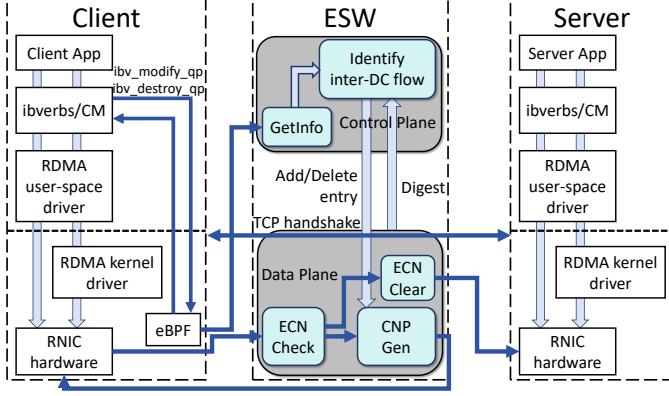 Client
ESW
Server
Client App
ibv_modify_qp
ibv_destroy_qp
ibverbs/CM
RDMA
user-space
driver
RDMA kernel
driver
RNIC
hardware
eBPF
Identify
inter-DC flow
GetInfo
Control Plane
Add/Delete
entry
Digest
TCP handshake
Data Plane
ECN
Clear
ECN
Check
CNP
Gen
Server App
ibverbs/CM
RDMA
user-space
driver
RDMA kernel
driver
RNIC
hardware